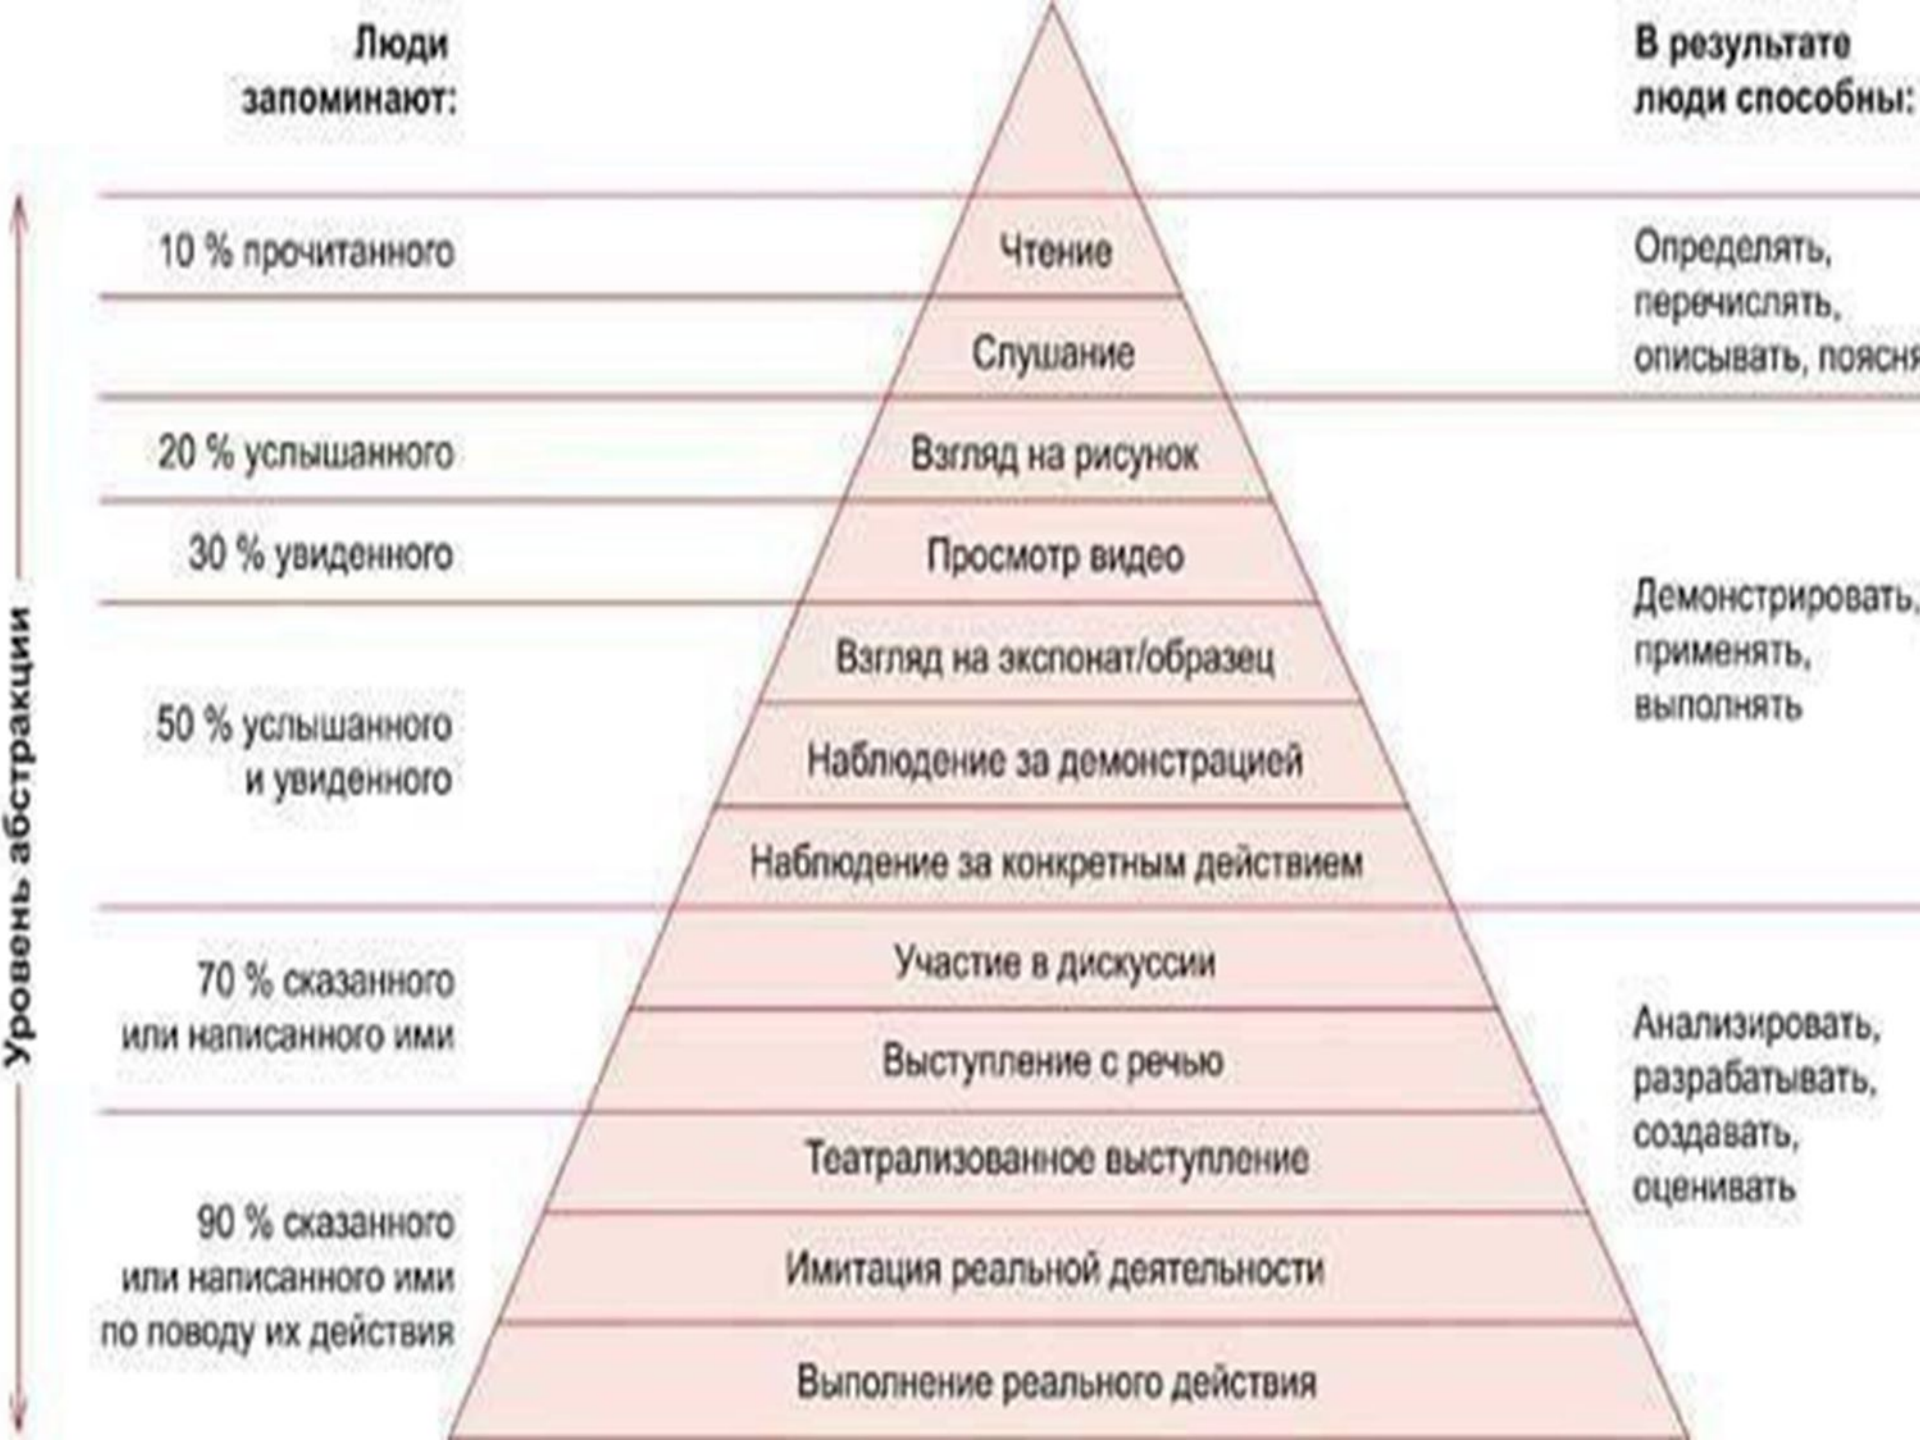 Люди
запоминают:
В результате
люди способны:
Уровень абстракции
10 % прочитанного
20 % услышанного
30 % увиденного
50 % услышанного
и увиденного
70 % сказанного
или написанного ими
90 % сказанного
или написанного ими
по поводу их действия
Чтение
Слушание
Взгляд на рисунок
Просмотр видео
Взгляд на экспонат/образец
Наблюдение за демонстрацией
Наблюдение за конкретным действием
Участие в дискуссии
Выступление с речью
Театрализованное выступление
Имитация реальной деятельности
Выполнение реального действия
Определять,
перечислять,
описывать, поясня
Демонстрировать,
применять,
выполнять
Анализировать,
разрабатывать,
создавать,
оценивать